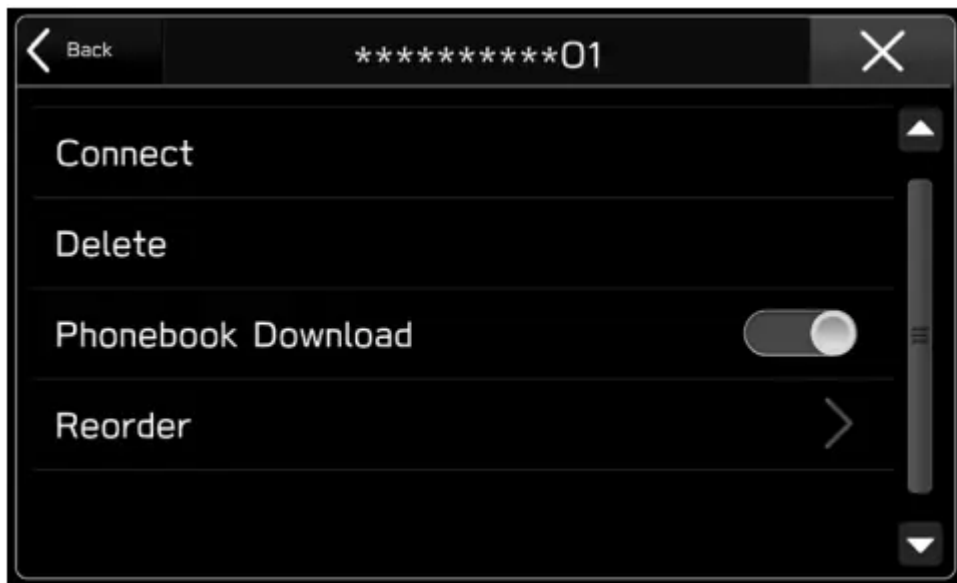 Back
**********01
Connect
Delete
Phonebook Download
Reorder